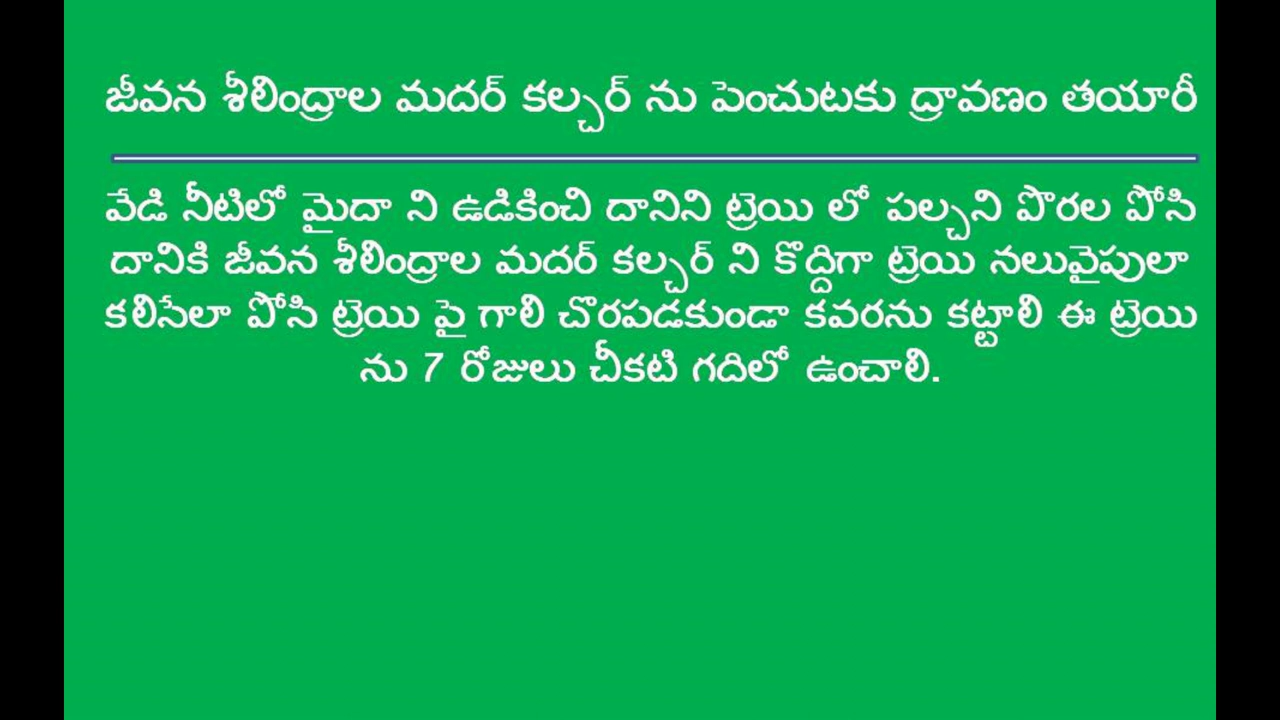 జీవన శీలింద్రాల మదర్ కల్చర్ ను పెంచుటకు ద్రావణం తయారీ
వేడి నీటిలో మైదా ని ఉడికించి దానిని ట్రెయి లో పల్చని పొరల పోసి
దానికి జీవన శీలింద్రాల మదర్ కల్చర్ ని కొద్దిగా ట్రెయి నలువైపులా
కలిసేలా పోసి ట్రెయి పై గాలి చొరపడకుండా కవరను కట్టాలి ఈ ట్రెయి
ను 7 రోజులు చీకటి గదిలో ఉంచాలి.